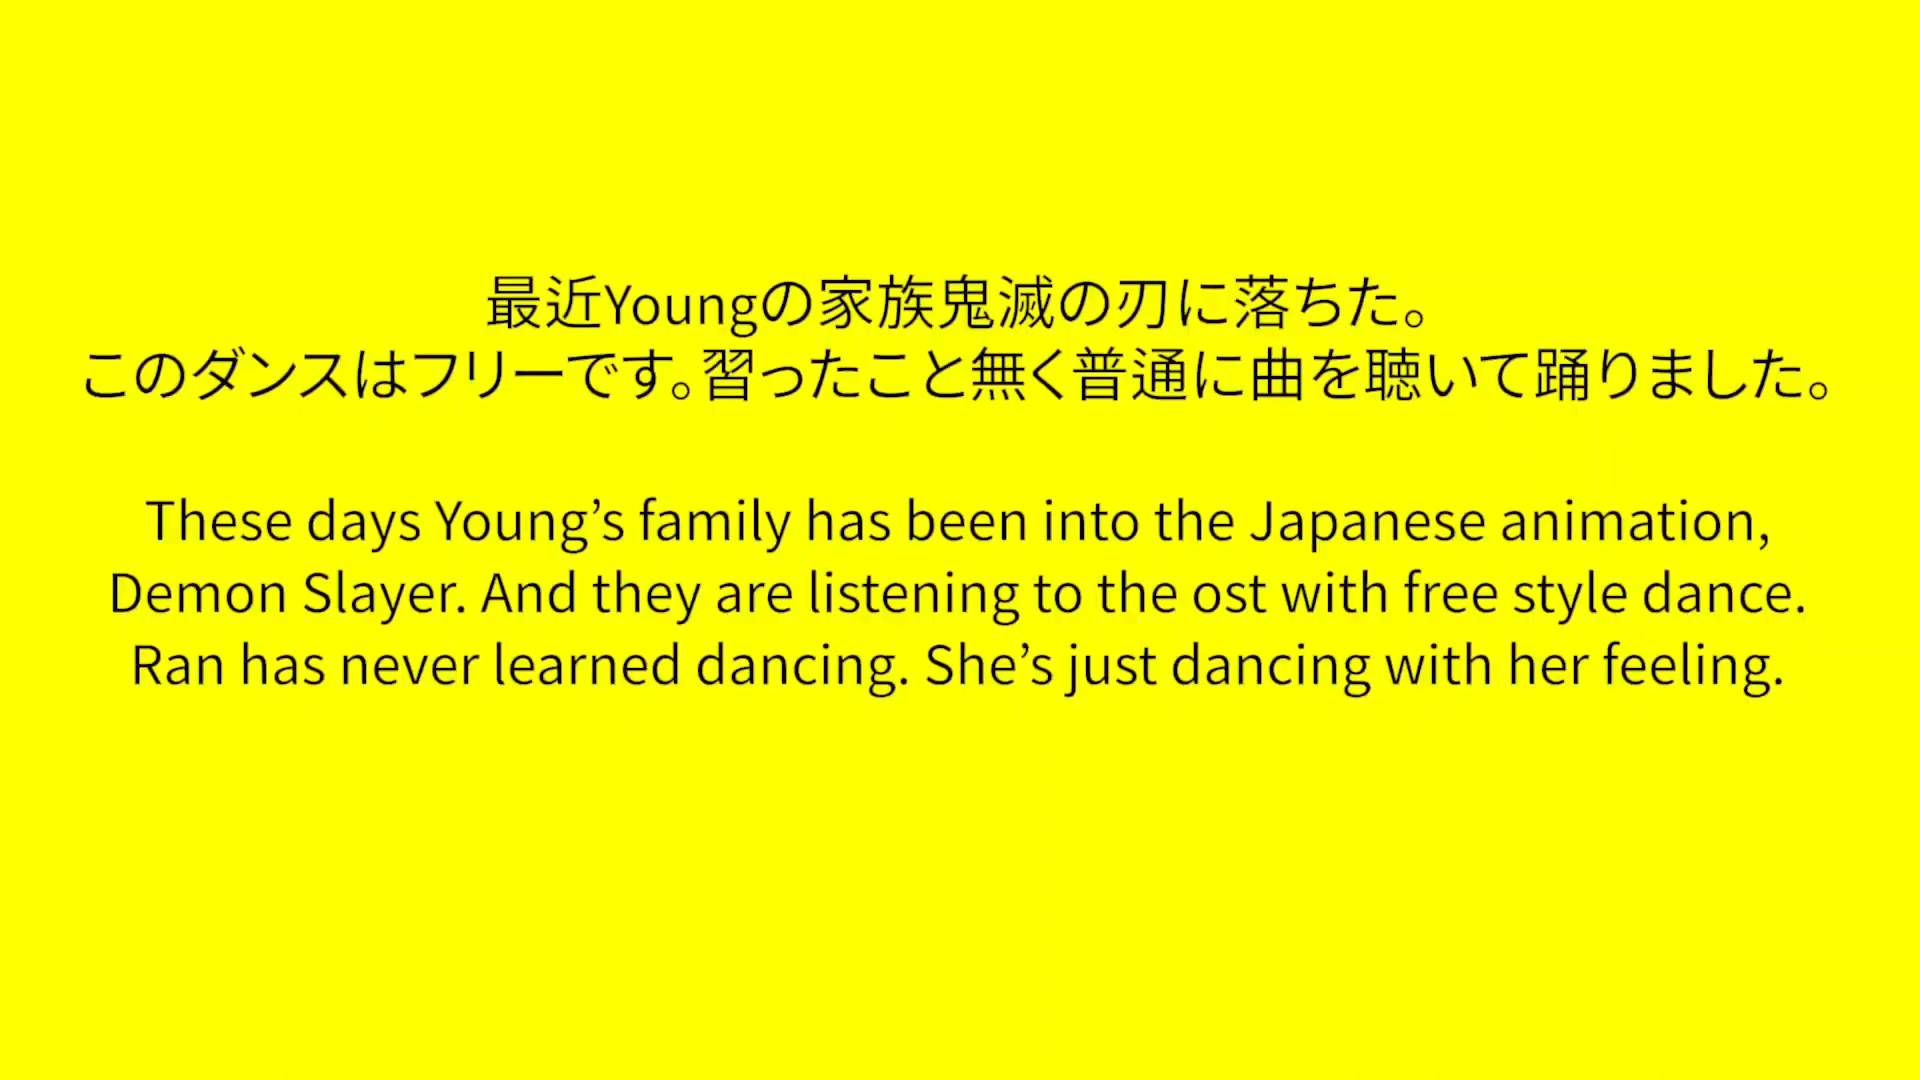 最近Youngの家族鬼滅の刃に落ちた。
このダンスはフリーです。習ったこと無く普通に曲を聴いて踊りました。
These days Young’s family has been into the Japanese animation,
Demon Slayer. And they are listening to the ost with free style dance.
Ran has never learned dancing. She’s just dancing with her feeling.